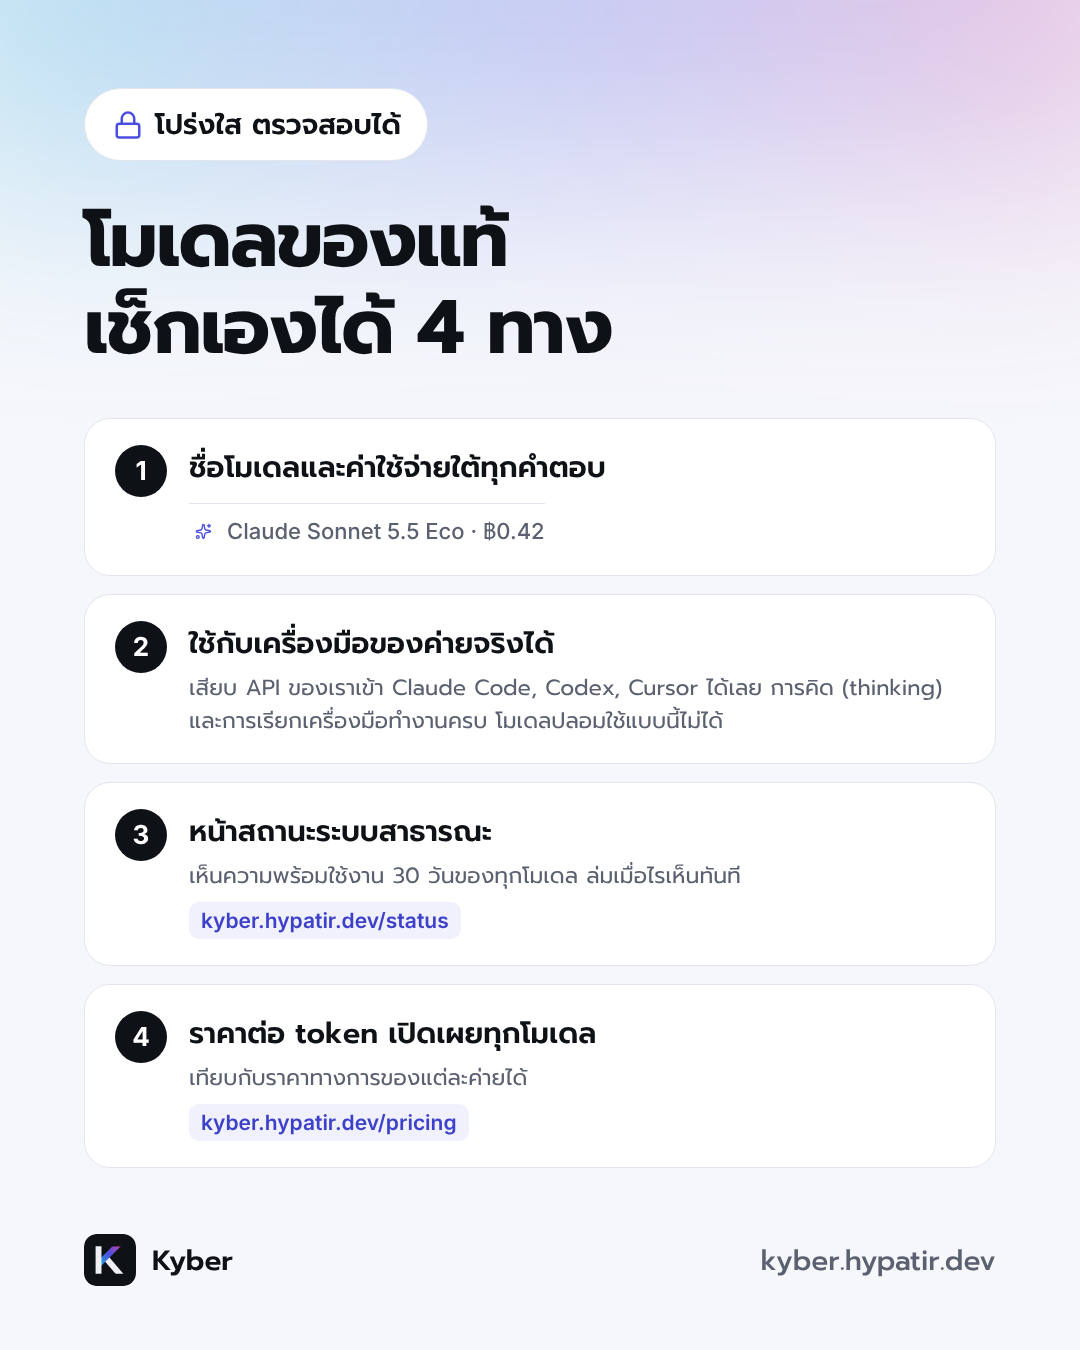 โปร่งใส ตรวจสอบได้
โมเดลของแท้
เช็กเองได้ 4 ทาง
1 ชื่อโมเดลและค่าใช้จ่ายใต้ทุกคำตอบ
Claude Sonnet 5.5 Eco · ฿0.42
2 ใช้กับเครื่องมือของค่ายจริงได้
เสียบ API ของเราเข้า Claude Code, Codex, Cursor ได้เลย การคิด (thinking)
และการเรียกเครื่องมือทำงานครบ โมเดลปลอมใช้แบบนี้ไม่ได้
3 หน้าสถานะระบบสาธารณะ
เห็นความพร้อมใช้งาน 30 วันของทุกโมเดล ล่มเมื่อไรเห็นทันที
kyber.hypatir.dev/status
4 ราคาต่อ token เปิดเผยทุกโมเดล
เทียบกับราคาทางการของแต่ละค่ายได้
kyber.hypatir.dev/pricing
K Kyber
kyber.hypatir.dev